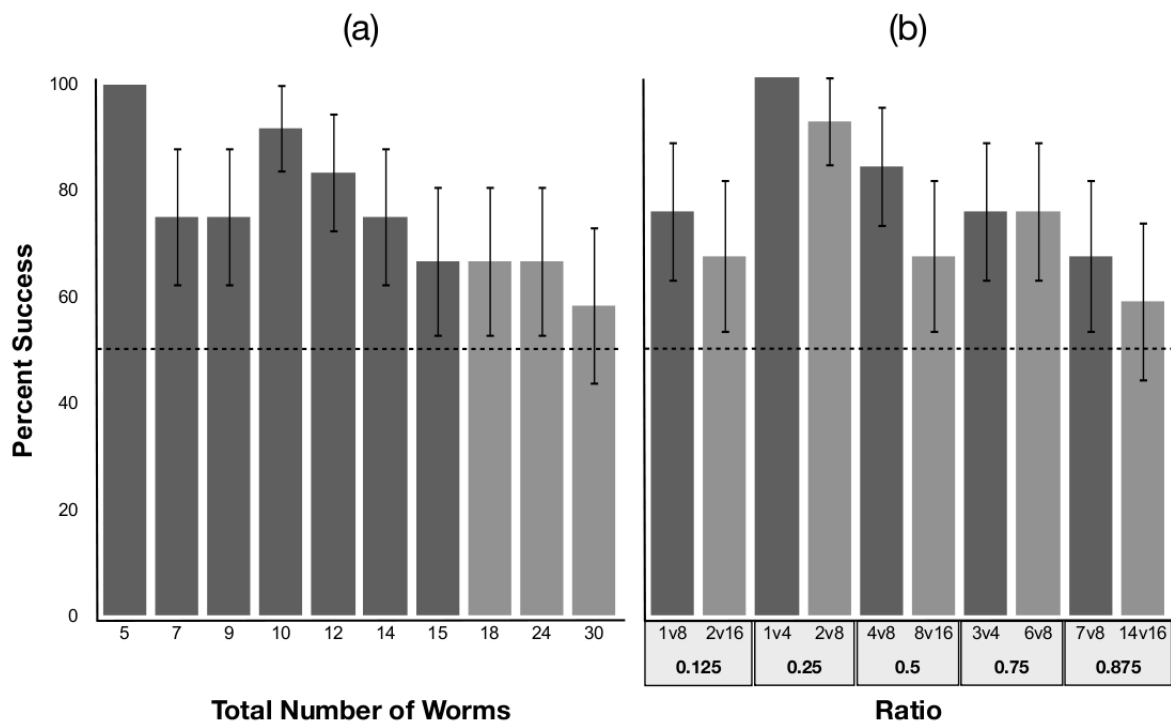 (a)
(b)
Percent Success
100
80
60
40
20
0
5 7 9 10 12 14 15 18 24 30
Total Number of Worms
1v8 2v16 1v4 2v8 4v8 8v16 3v4 6v8 7v8 14v16
0.125 0.25 0.5 0.75 0.875
Ratio